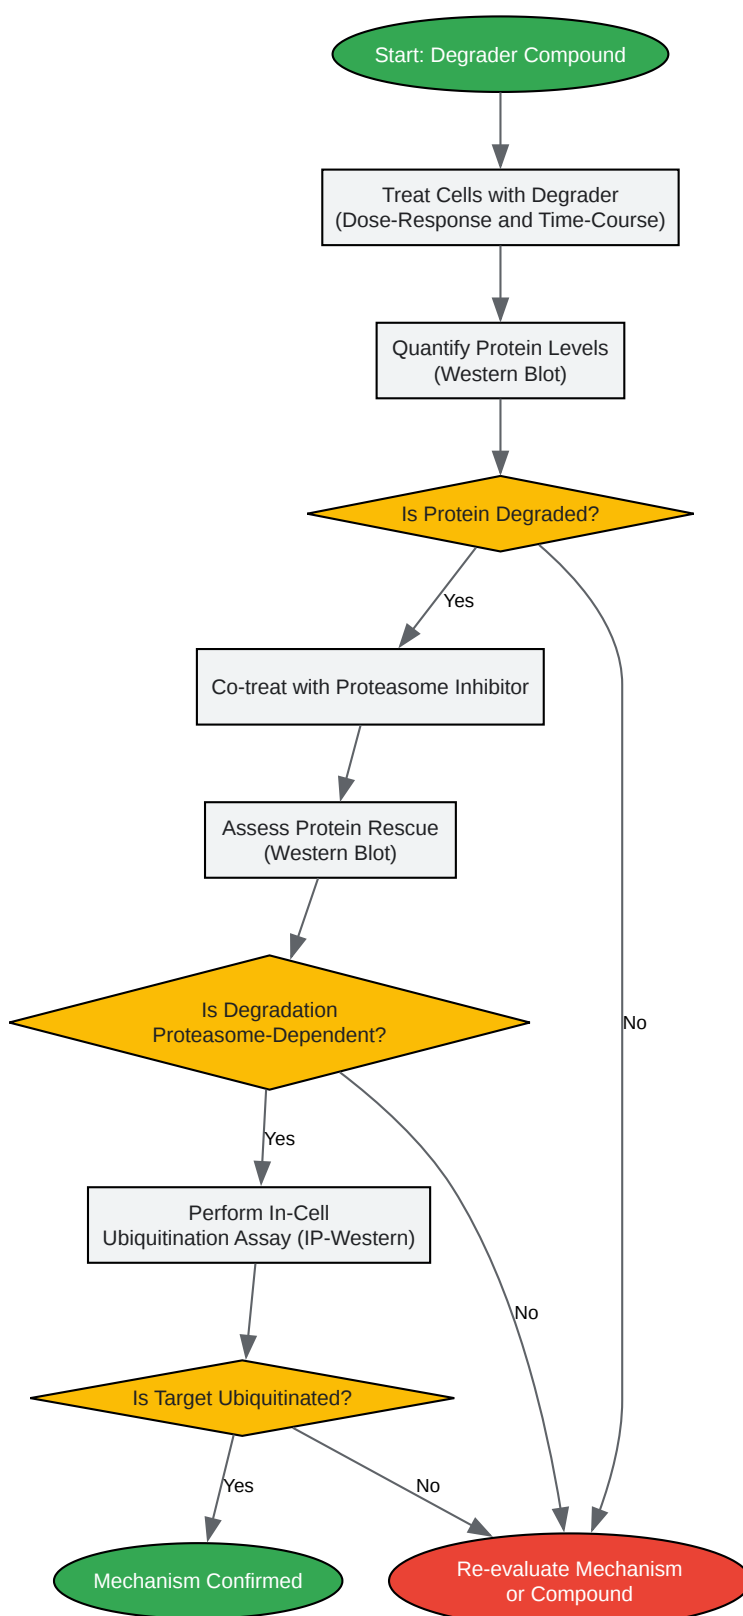 Start: Degrader Compound
Treat Cells with Degrader
(Dose-Response and Time-Course)
Quantify Protein Levels
(Western Blot)
Is Protein Degraded?
Yes
Co-treat with Proteasome Inhibitor
Assess Protein Rescue
(Western Blot)
Is Degradation
Proteasome-Dependent?
No
Yes
Perform In-Cell
Ubiquitination Assay (IP-Western)
No
Is Target Ubiquitinated?
Yes
No
Mechanism Confirmed
Re-evaluate Mechanism
or Compound